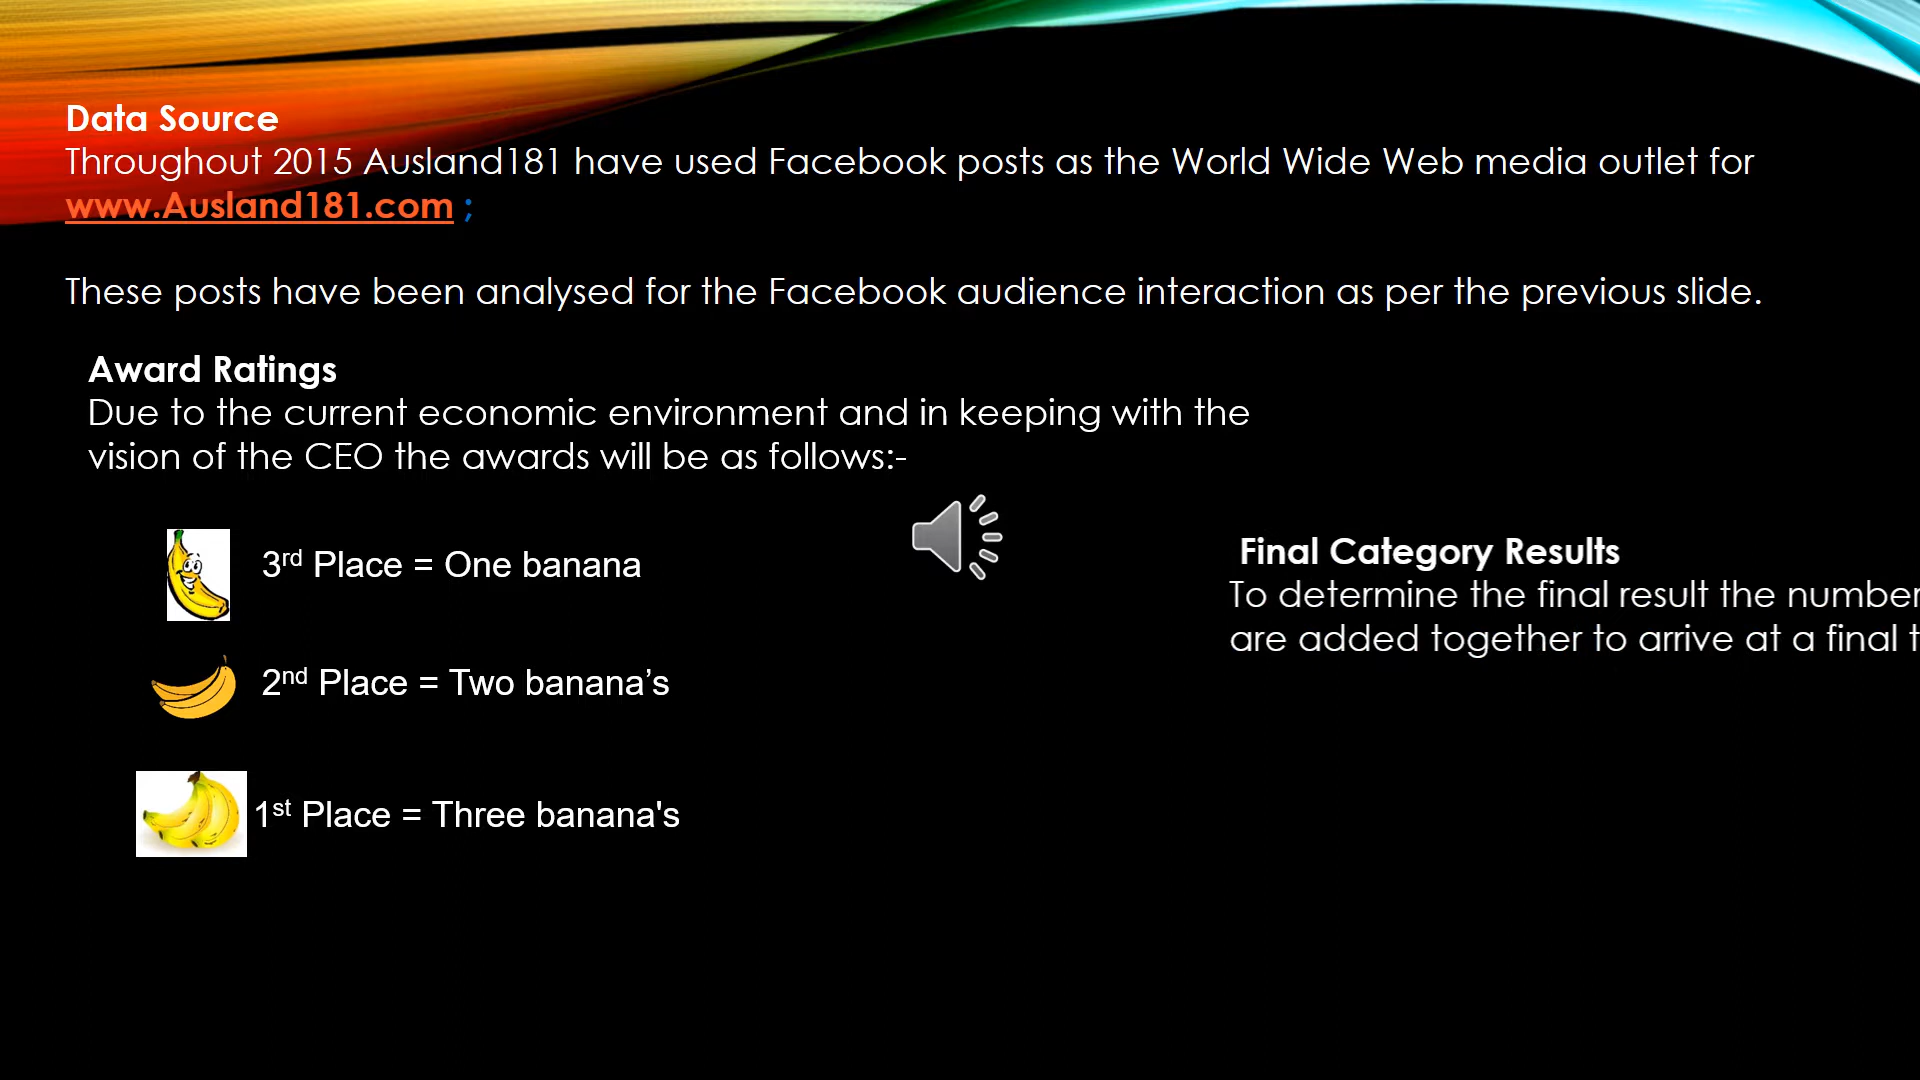 Data Source
Throughout 2015 Ausland181 have used Facebook posts as the World Wide Web media outlet for
www.Ausland181.com ;
These posts have been analysed for the Facebook audience interaction as per the previous slide.
Award Ratings
Due to the current economic environment and in keeping with the
vision of the CEO the awards will be as follows:-
3rd Place = One banana
2nd Place = Two banana’s
1st Place = Three banana's
Final Category Results
To determine the final result the number
are added together to arrive at a final